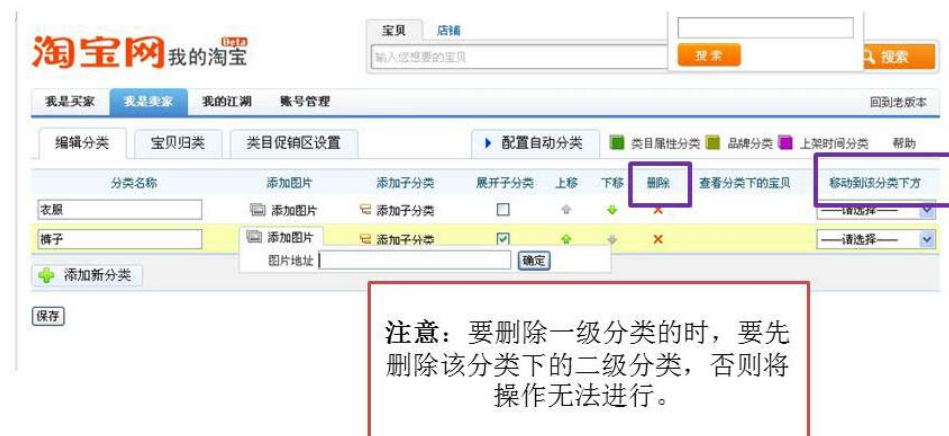 宝贝 店铺
淘宝网 Beta 我的淘宝
输入您想要的宝贝
搜索
搜索
我是买家 我是卖家 我的江湖 账号管理 回到老版本
编辑分类 宝贝归类 类目促销区设置 配置自动分类 类目属性分类 品牌分类 上架时间分类 帮助
分类名称 添加图片 添加子分类 展开子分类 上移 下移 删除 查看分类下的宝贝 移动到该分类下方
衣服 添加图片 添加子分类 ——请选择——
裤子 添加图片 添加子分类 ——请选择——
图片地址 确定
添加新分类
保存
注意：要删除一级分类的时，要先
删除该分类下的二级分类，否则将
操作无法进行。